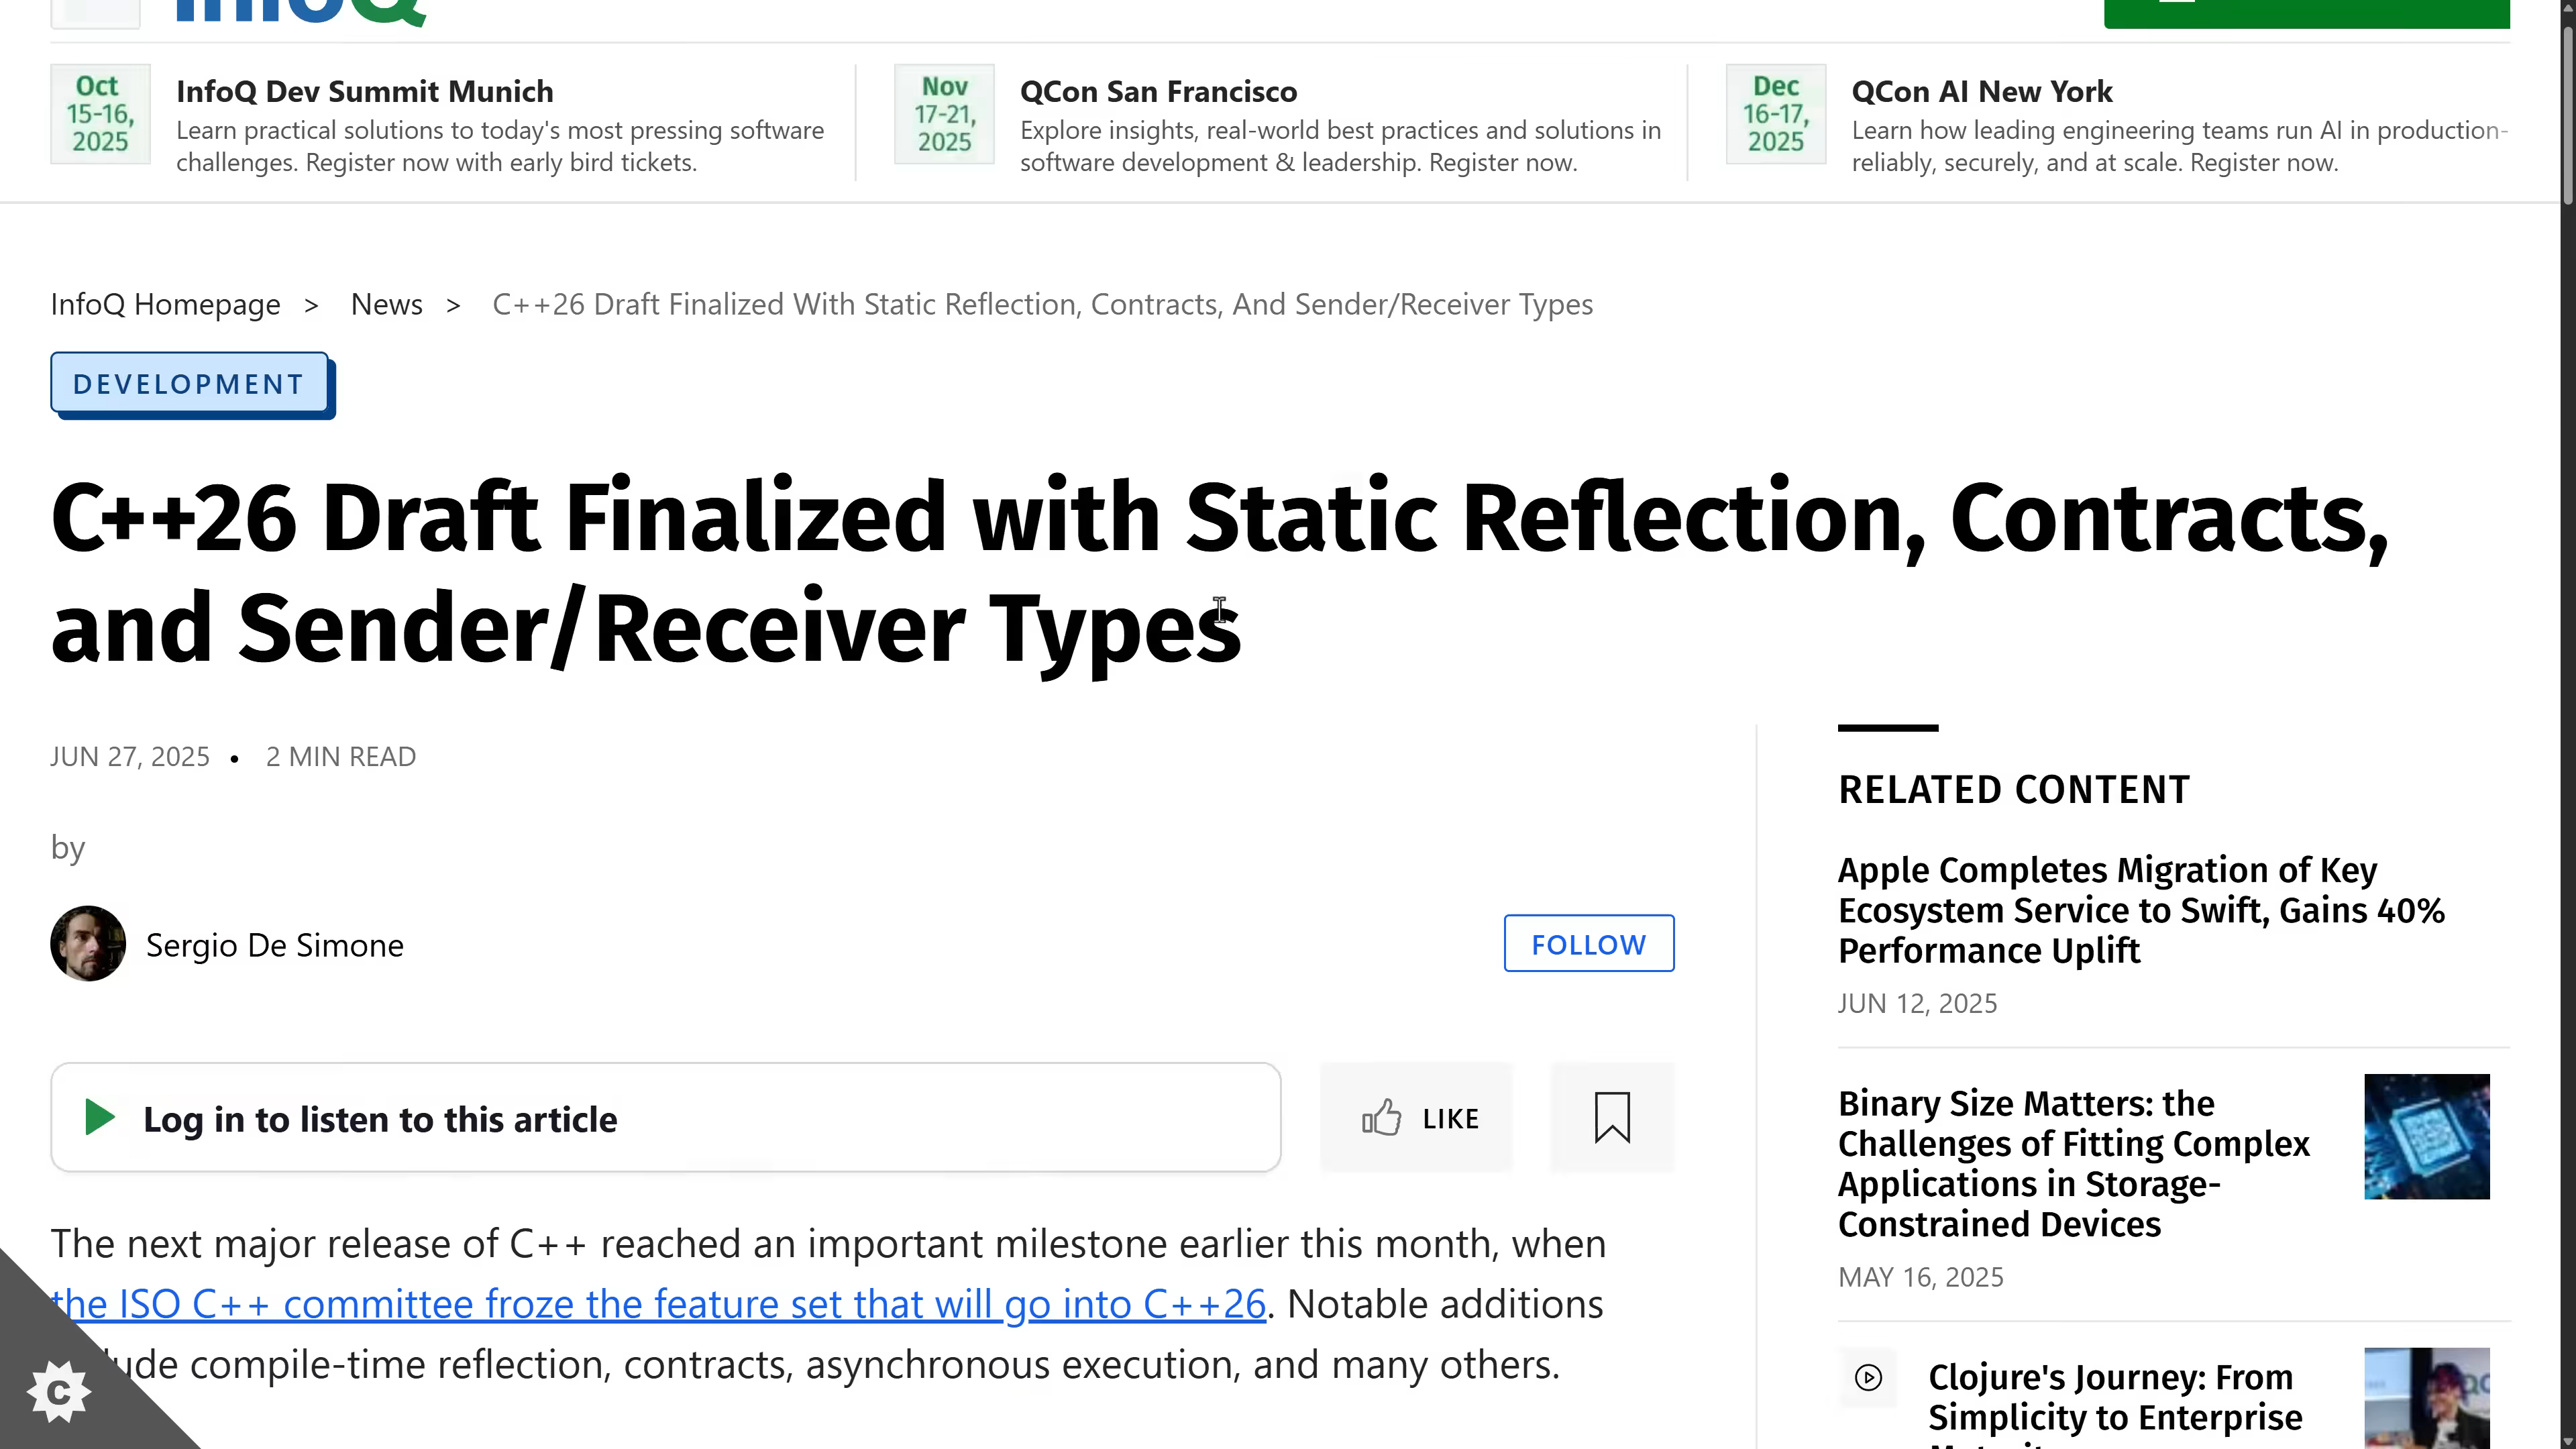 InfoQ
Oct
15-16,
2025
InfoQ Dev Summit Munich
Learn practical solutions to today's most pressing software
challenges. Register now with early bird tickets.
Nov
17-21,
2025
QCon San Francisco
Explore insights, real-world best practices and solutions in
software development & leadership. Register now.
Dec
16-17,
2025
QCon AI New York
Learn how leading engineering teams run AI in production-
reliably, securely, and at scale. Register now.
InfoQ Homepage > News > C++26 Draft Finalized With Static Reflection, Contracts, And Sender/Receiver Types
DEVELOPMENT
C++26 Draft Finalized with Static Reflection, Contracts,
and Sender/Receiver Types
JUN 27, 2025 • 2 MIN READ
by
Sergio De Simone
FOLLOW
Log in to listen to this article
LIKE
The next major release of C++ reached an important milestone earlier this month, when
the ISO C++ committee froze the feature set that will go into C++26. Notable additions
compile-time reflection, contracts, asynchronous execution, and many others.
C
RELATED CONTENT
Apple Completes Migration of Key
Ecosystem Service to Swift, Gains 40%
Performance Uplift
JUN 12, 2025
Binary Size Matters: the
Challenges of Fitting Complex
Applications in Storage-
Constrained Devices
MAY 16, 2025
Clojure's Journey: From
Simplicity to Enterprise